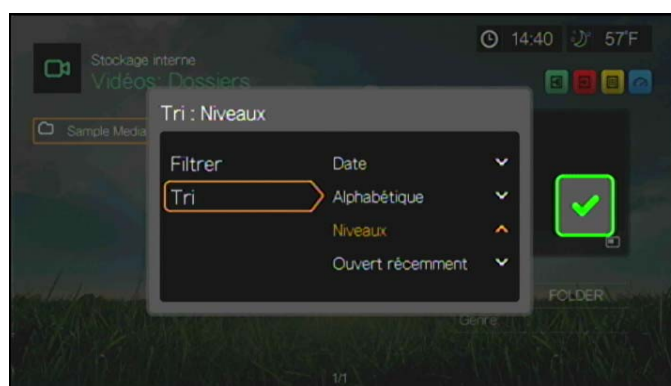 14:40 57°F
Stockage interne
Vidéos: Dossiers
Tri : Niveaux
Sample Media
Filtrer
Tri
Date
Alphabétique
Niveaux
Ouvert récemment
FOLDER
Genre
1/1